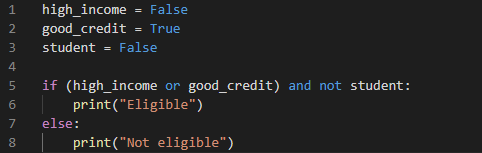 1 high_income = False
2 good_credit = True
3 student = False
4
5 if (high_income or good_credit) and not student:
6     print("Eligible")
7 else:
8     print("Not eligible")